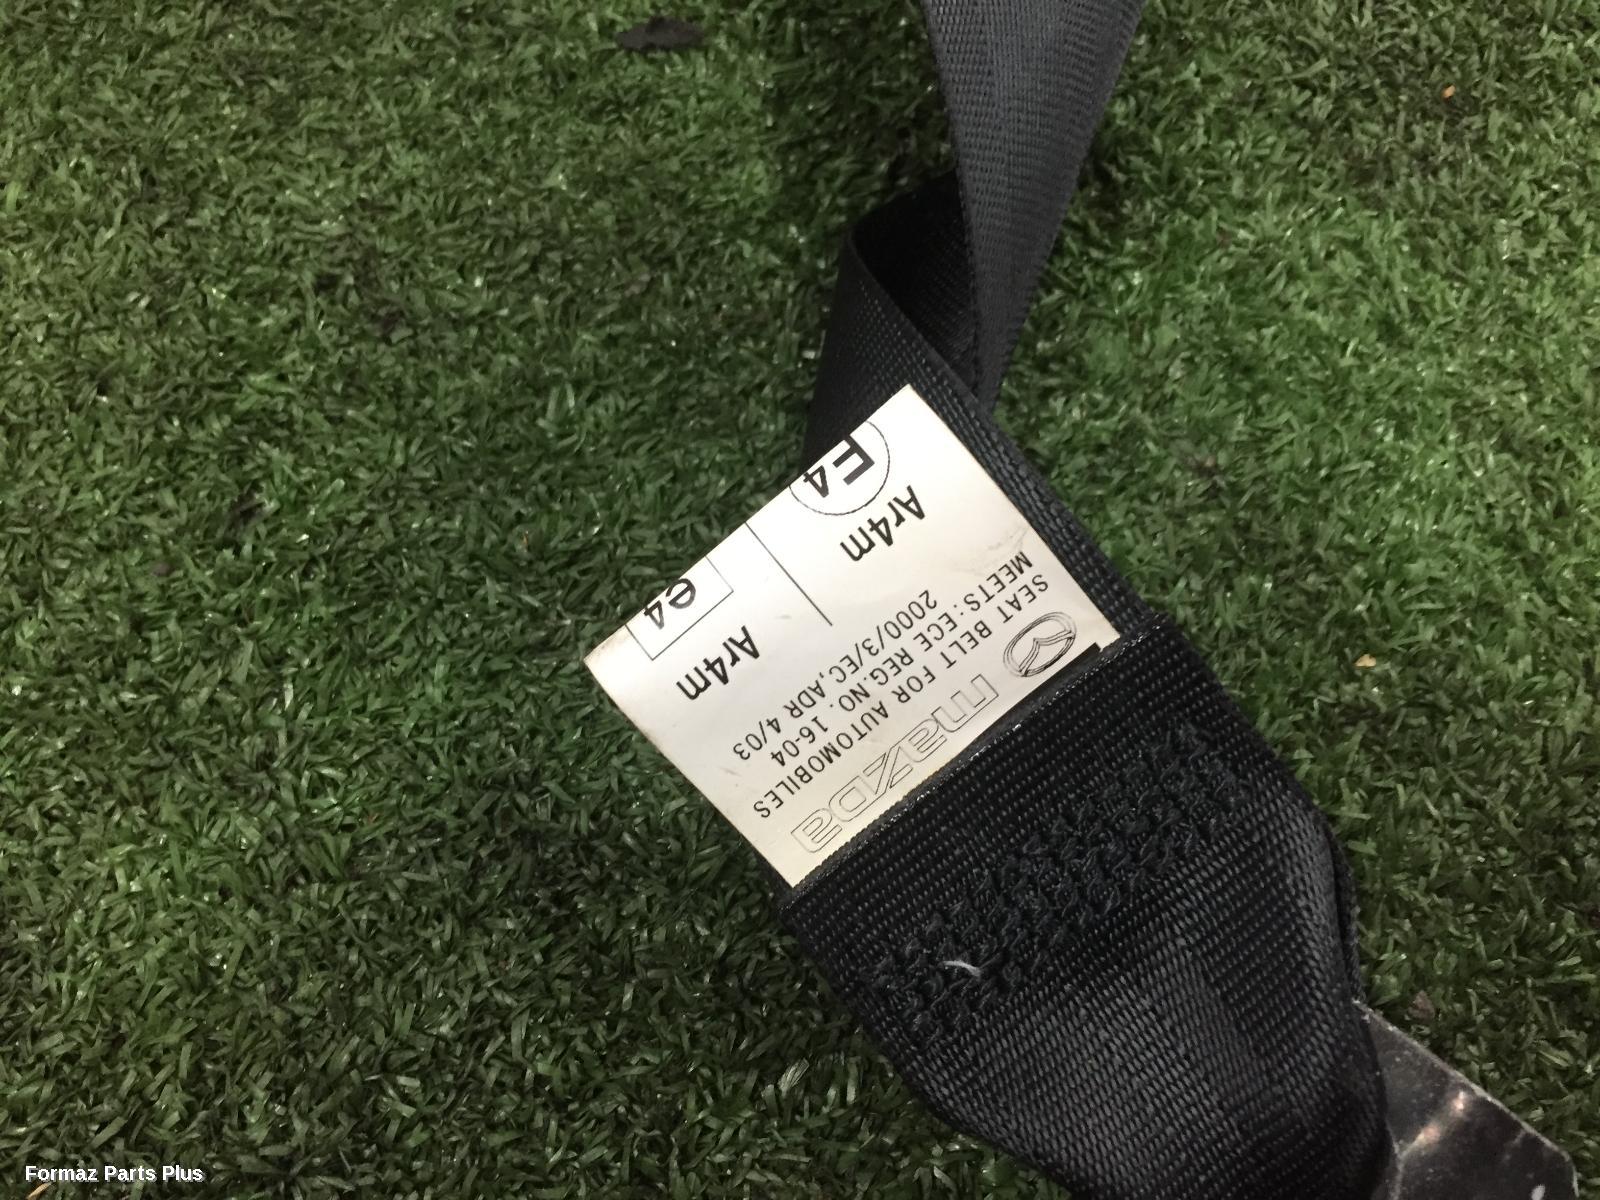 mazda
SEAT BELT FOR AUTOMOBILES
MEETS:ECE REG.NO. 16-04
2000/3/EC,ADR 4/03
Ar4m Ar4m
E4 e4
Formaz Parts Plus